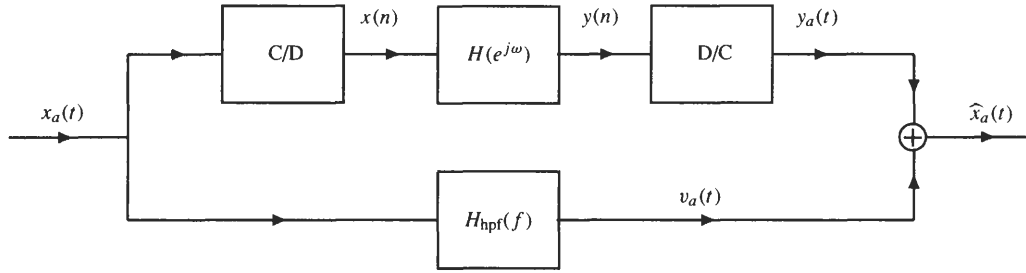 x(n) y(n) y_a(t)
C/D H(e^{jω}) D/C
x_a(t) x̂_a(t)
+
H_hpf(f) v_a(t)